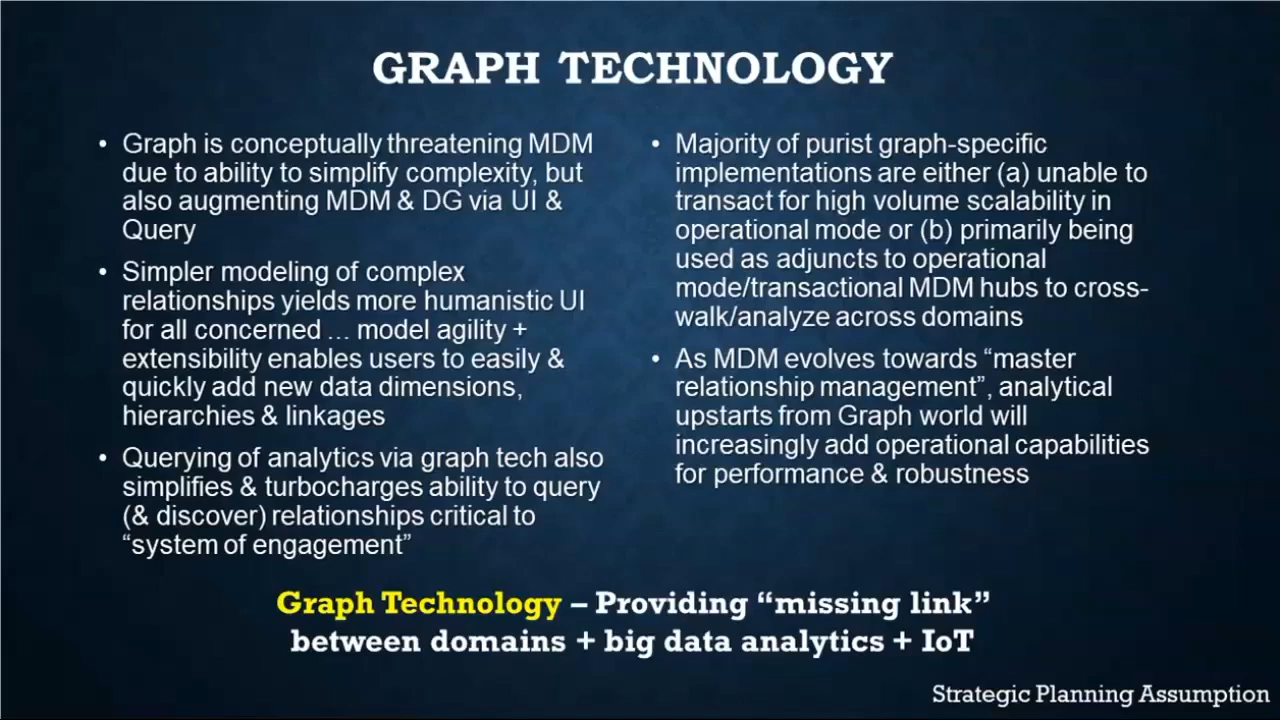 GRAPH TECHNOLOGY
• Graph is conceptually threatening MDM
due to ability to simplify complexity, but
also augmenting MDM & DG via UI &
Query
• Simpler modeling of complex
relationships yields more humanistic UI
for all concerned … model agility +
extensibility enables users to easily &
quickly add new data dimensions,
hierarchies & linkages
• Querying of analytics via graph tech also
simplifies & turbocharges ability to query
(& discover) relationships critical to
“system of engagement”
• Majority of purist graph-specific
implementations are either (a) unable to
transact for high volume scalability in
operational mode or (b) primarily being
used as adjuncts to operational
mode/transactional MDM hubs to cross-
walk/analyze across domains
• As MDM evolves towards “master
relationship management”, analytical
upstarts from Graph world will
increasingly add operational capabilities
for performance & robustness
Graph Technology – Providing “missing link”
between domains + big data analytics + IoT
Strategic Planning Assumption